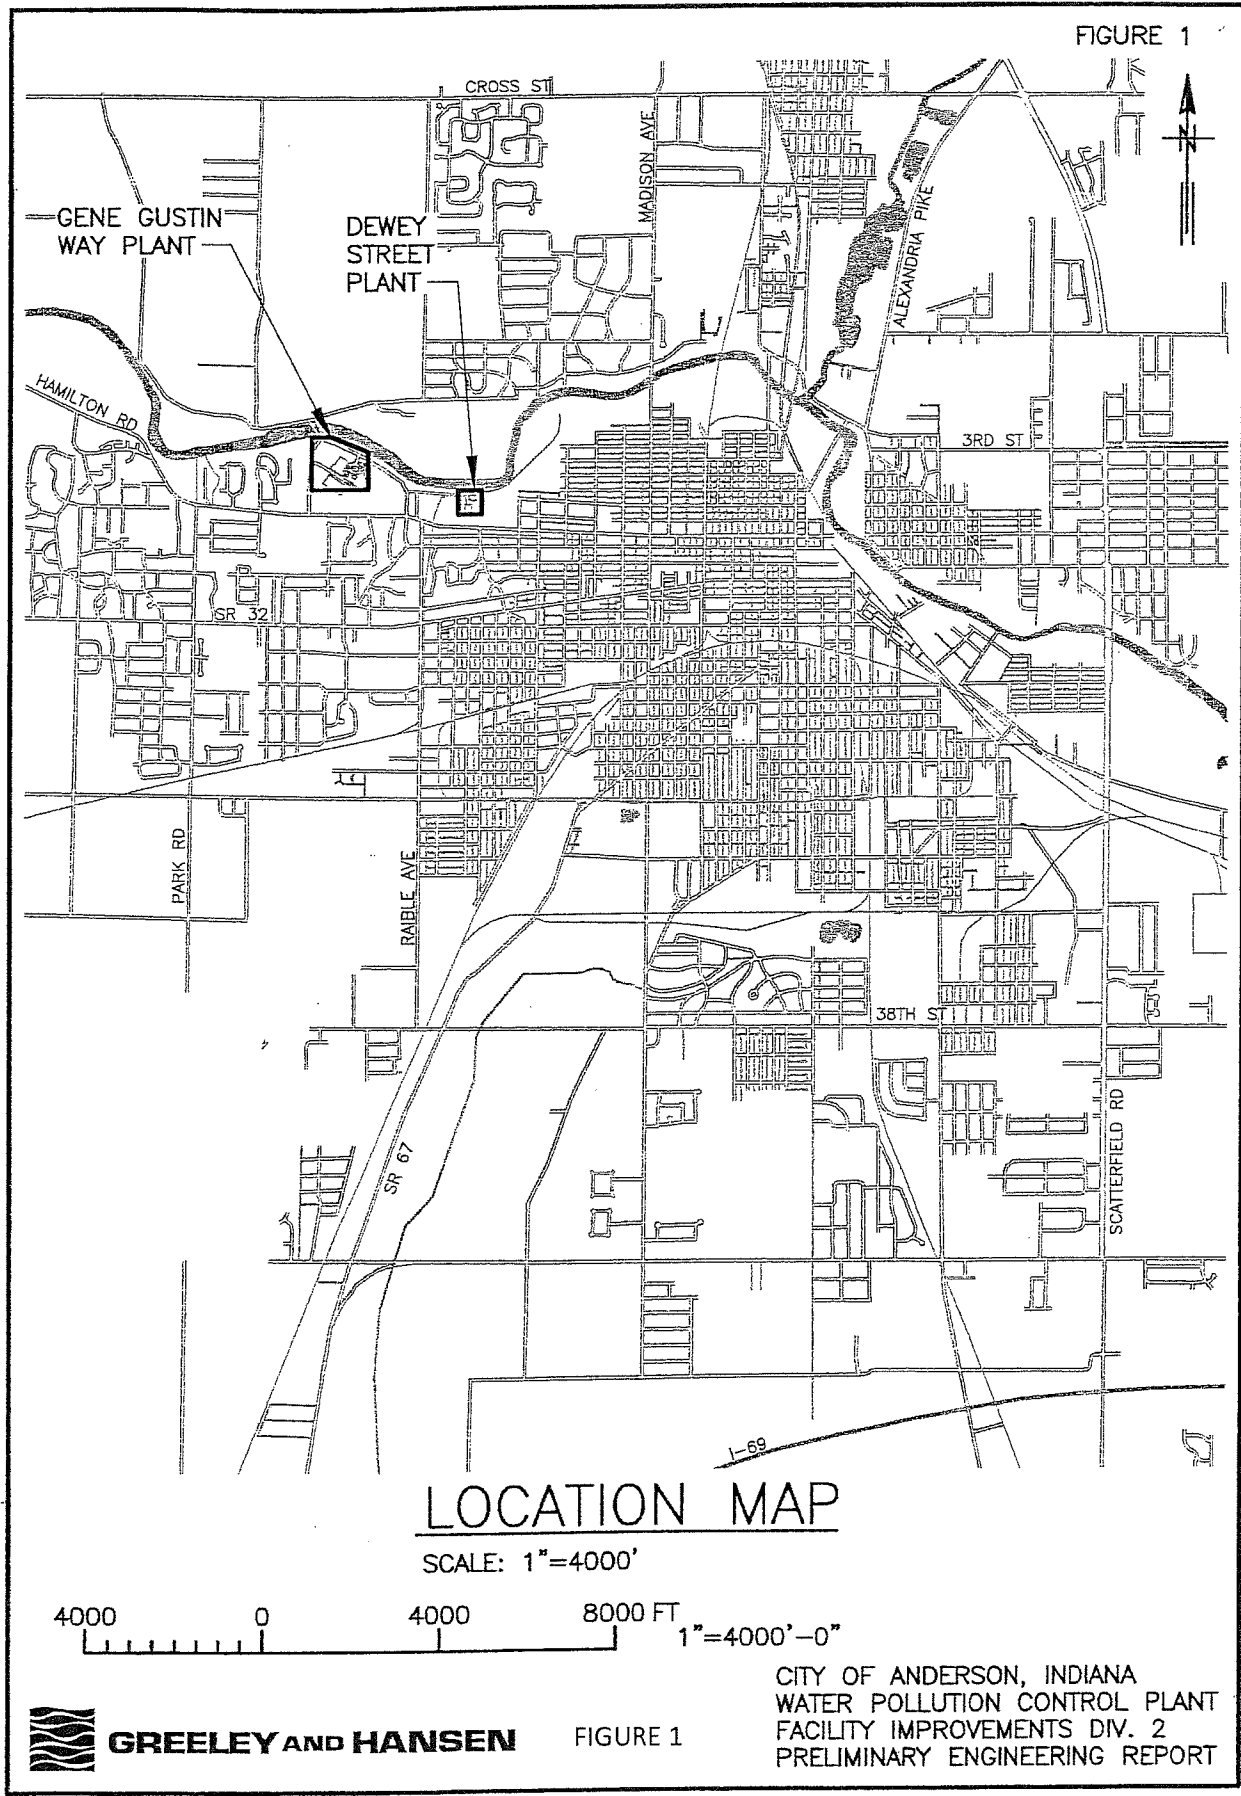 FIGURE 1
CROSS ST
MADISON AVE
N
GENE GUSTIN
WAY PLANT
DEWEY
STREET
PLANT
ALEXANDRIA PIKE
HAMILTON RD
3RD ST
SR 32
PARK RD
RAIBLE AVE
38TH ST
SR 67
SCATTERFIELD RD
I-69
LOCATION MAP
SCALE: 1"=4000'
4000 0 4000 8000 FT
1"=4000'-0"
CITY OF ANDERSON, INDIANA
WATER POLLUTION CONTROL PLANT
FACILITY IMPROVEMENTS DIV. 2
PRELIMINARY ENGINEERING REPORT
GREELEY AND HANSEN
FIGURE 1